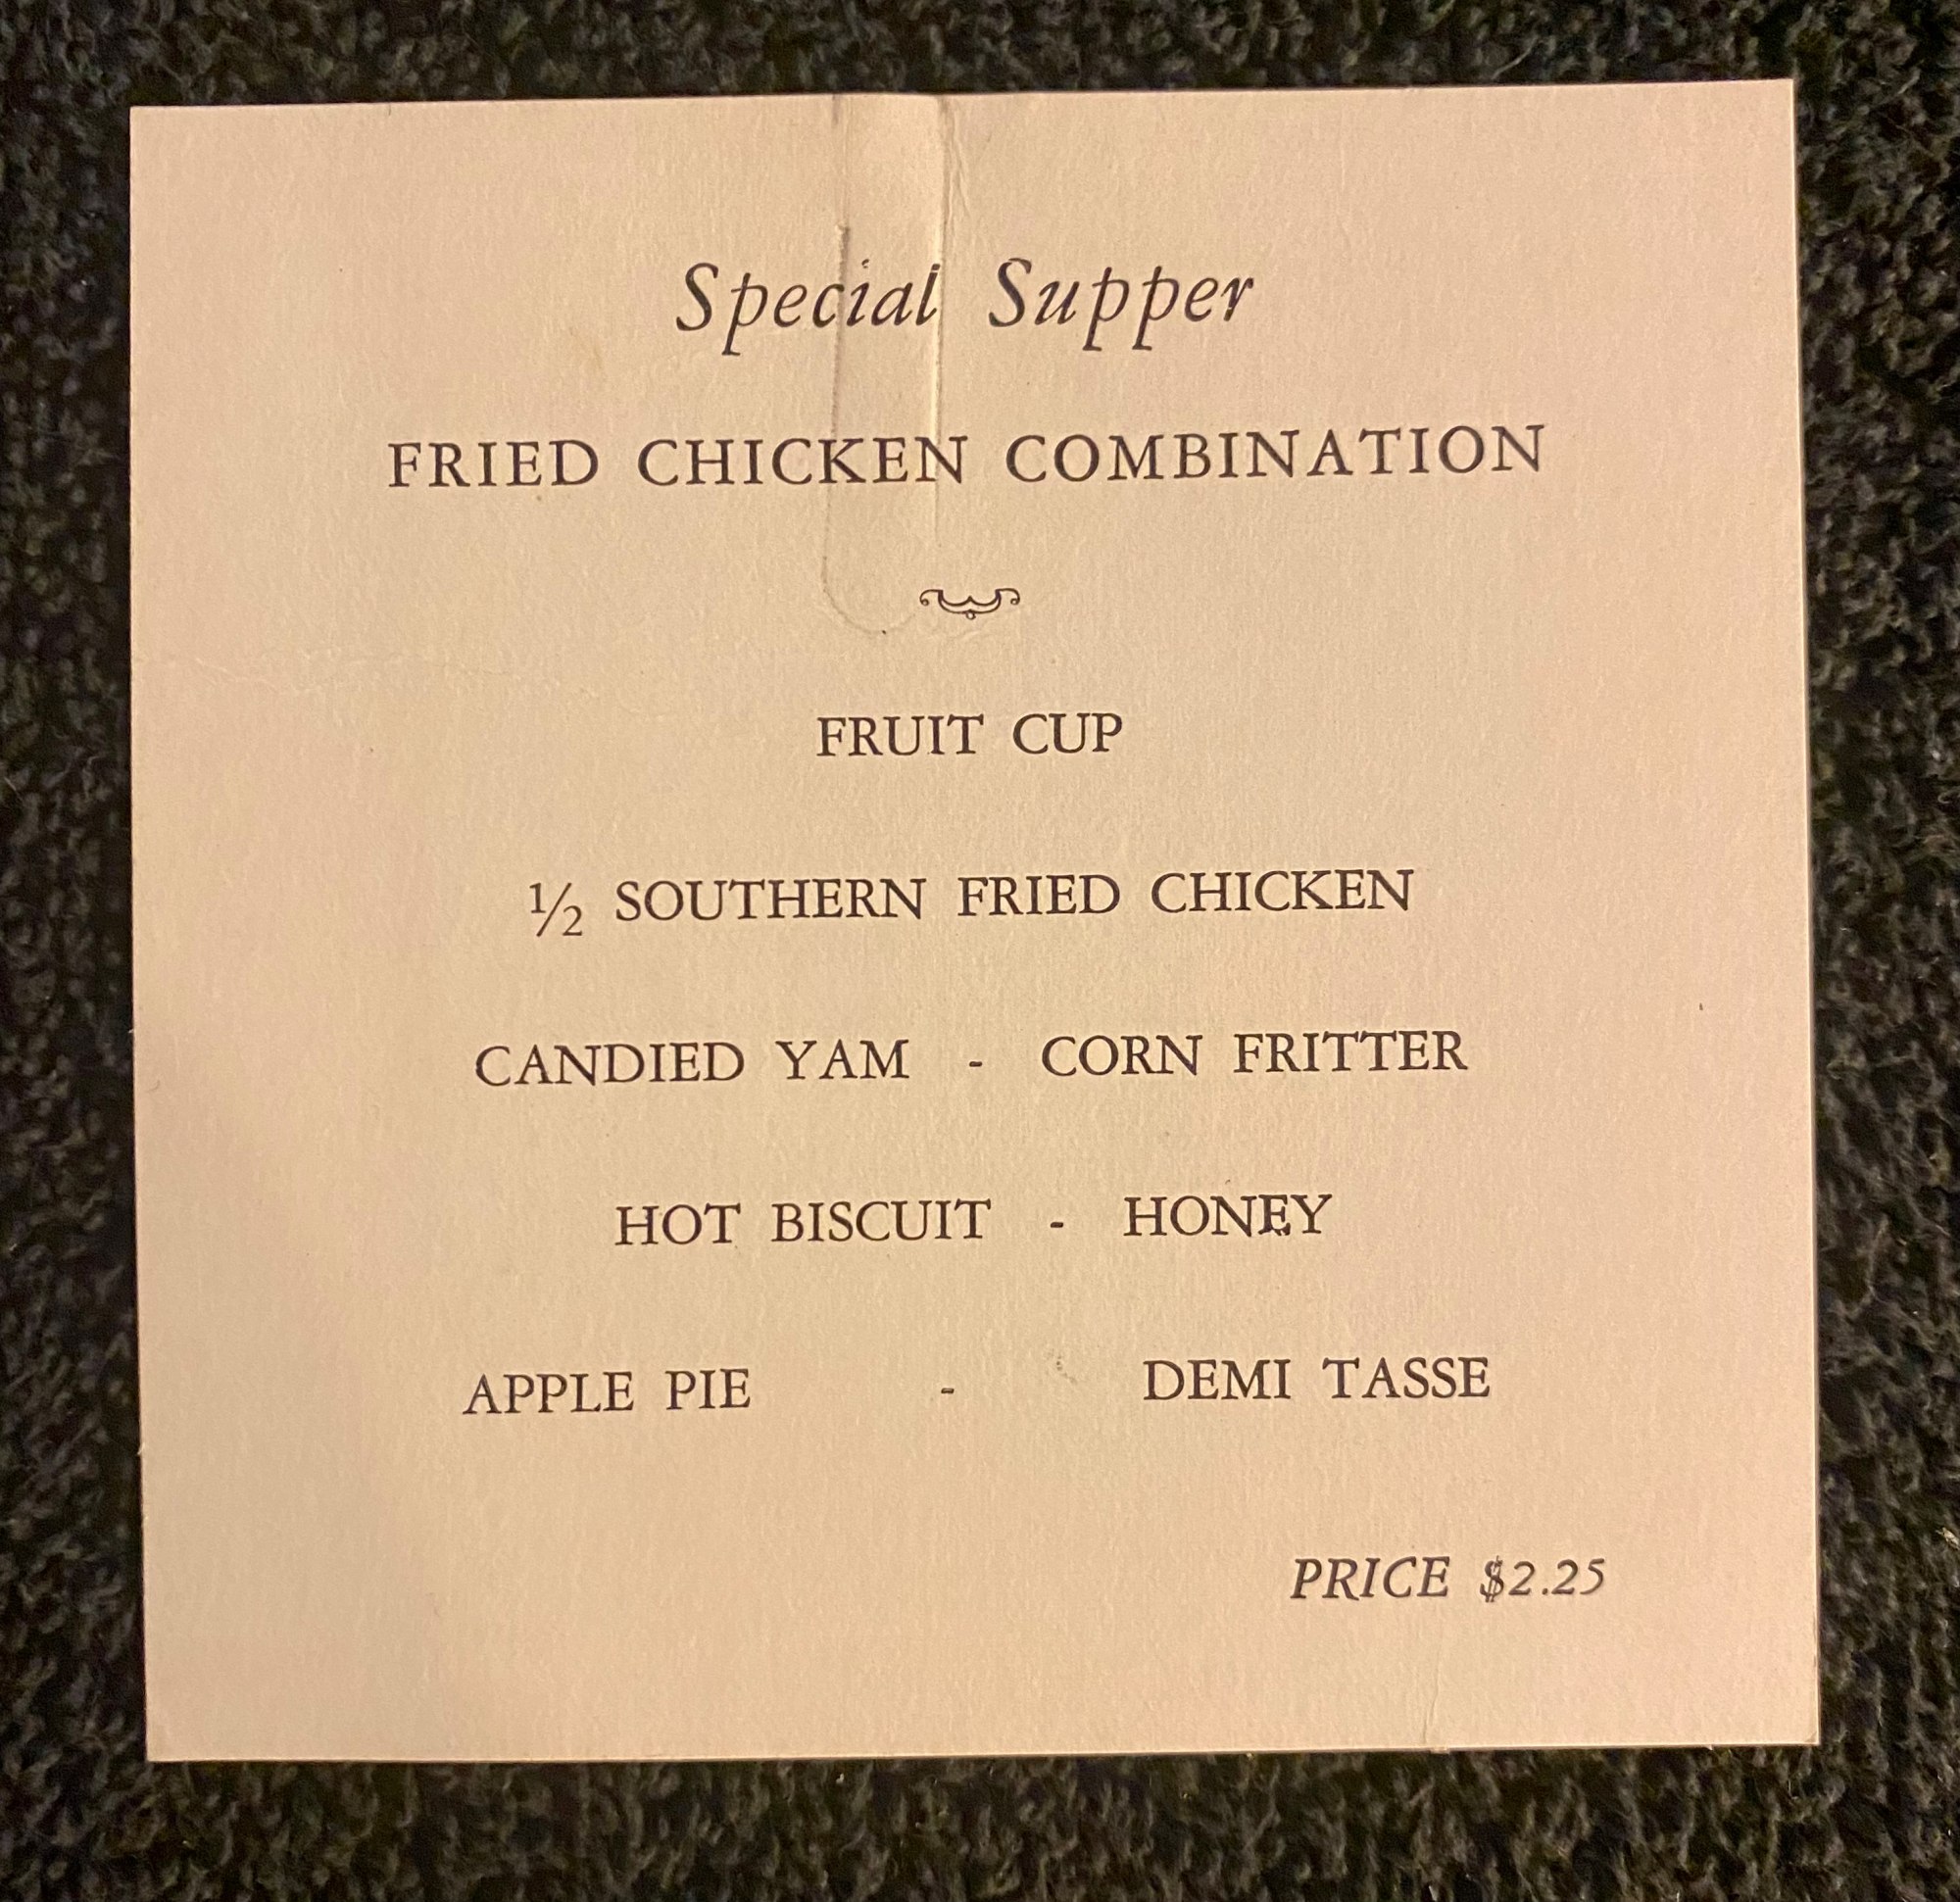 Special Supper
FRIED CHICKEN COMBINATION
FRUIT CUP
½ SOUTHERN FRIED CHICKEN
CANDIED YAM - CORN FRITTER
HOT BISCUIT - HONEY
APPLE PIE - DEMI TASSE
PRICE $2.25